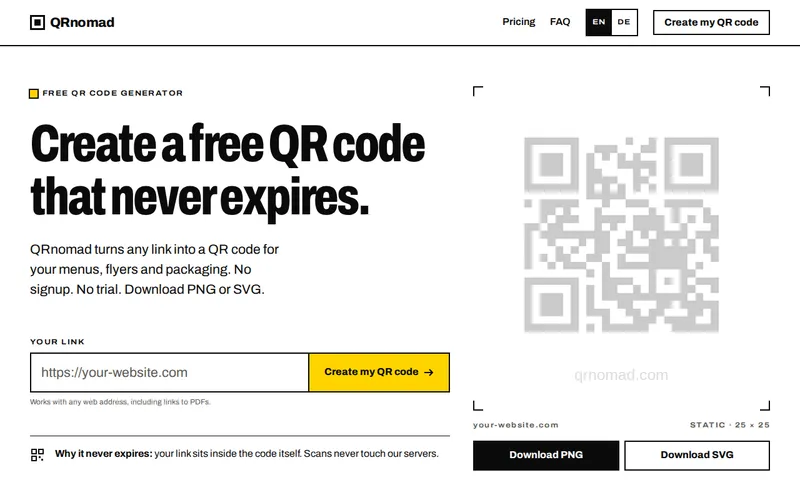 QRnomad
Pricing FAQ EN DE Create my QR code
FREE QR CODE GENERATOR
Create a free QR code
that never expires.
QRnomad turns any link into a QR code for
your menus, flyers and packaging. No
signup. No trial. Download PNG or SVG.
YOUR LINK
https://your-website.com Create my QR code →
Works with any web address, including links to PDFs.
Why it never expires: your link sits inside the code itself. Scans never touch our servers.
qrnomad.com
your-website.com STATIC · 25 × 25
Download PNG Download SVG